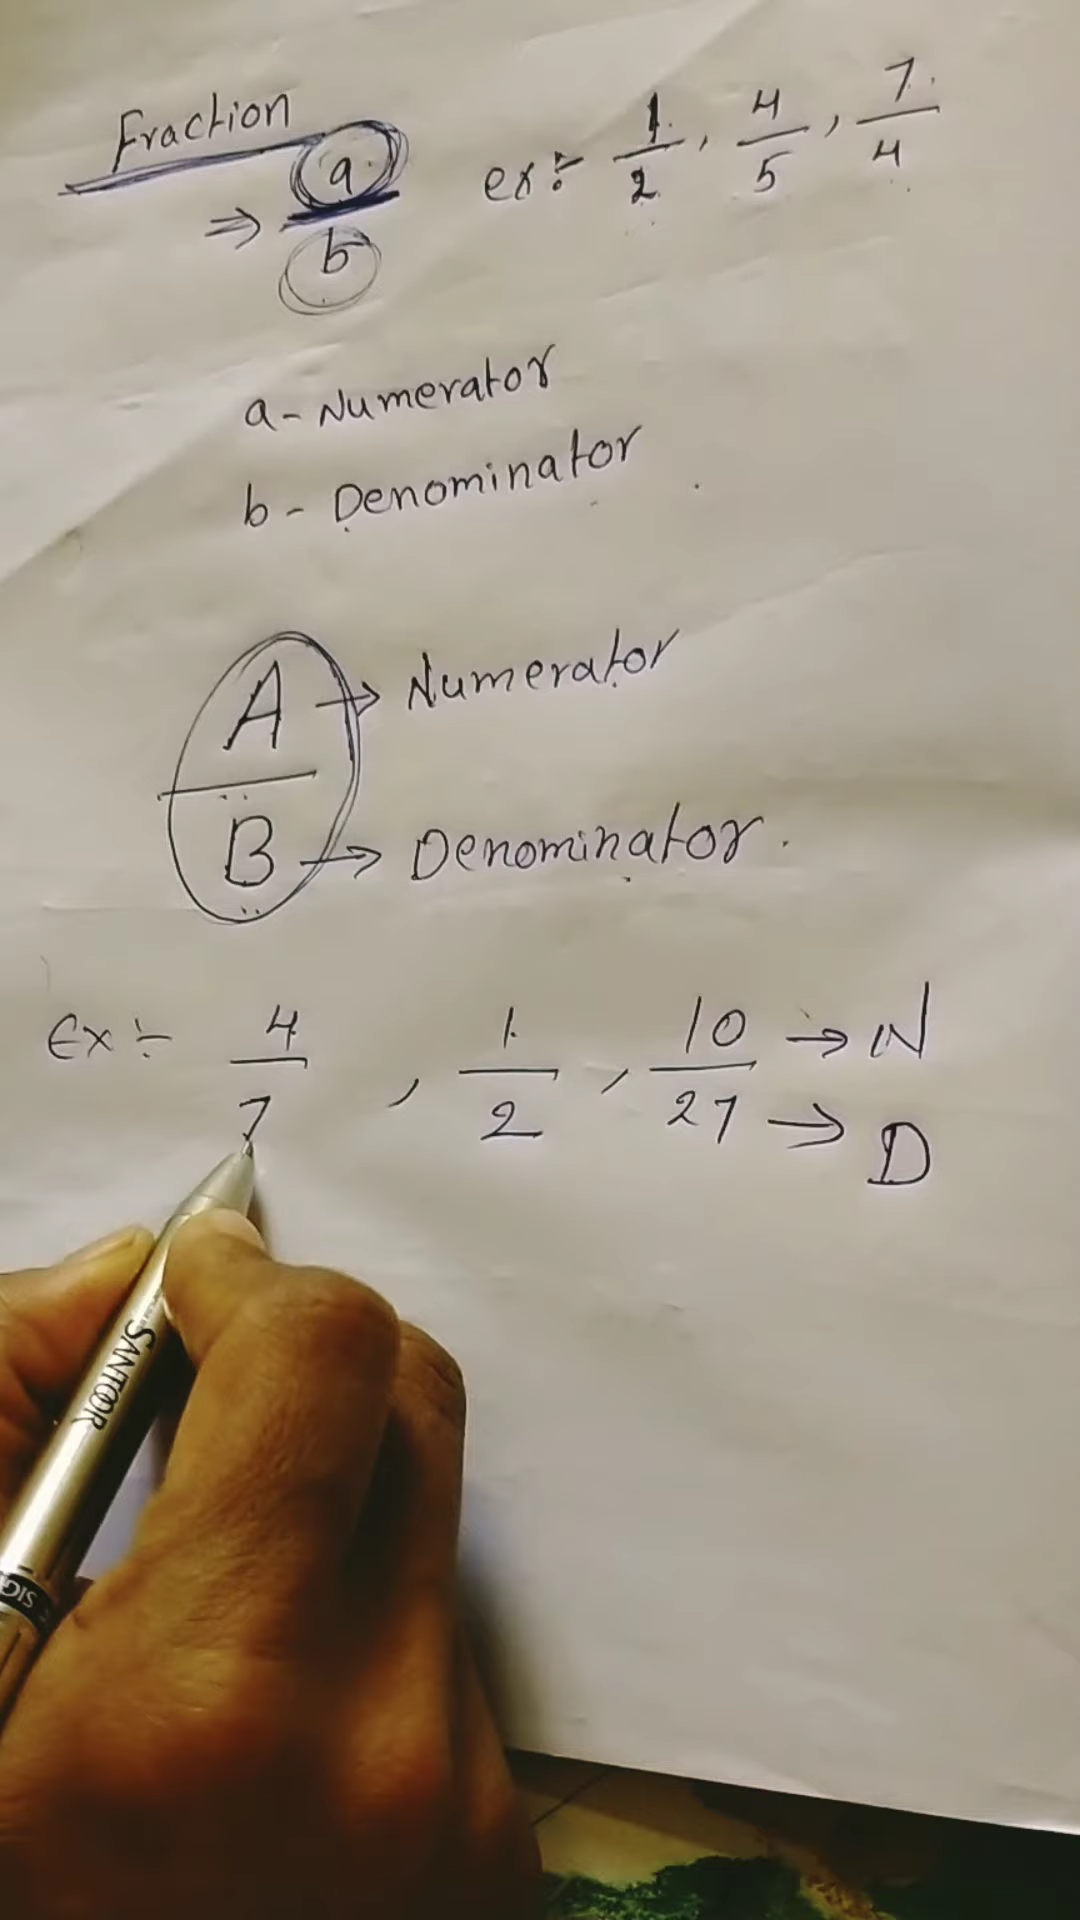 Fraction
⇒ a/b ex:- 1/2, 4/5, 7/4
a - Numerator
b - Denominator
A → Numerator
B → Denominator.
Ex:- 4/7, 1/2, 10/27 → N
→ D
SANTOOR
SIG